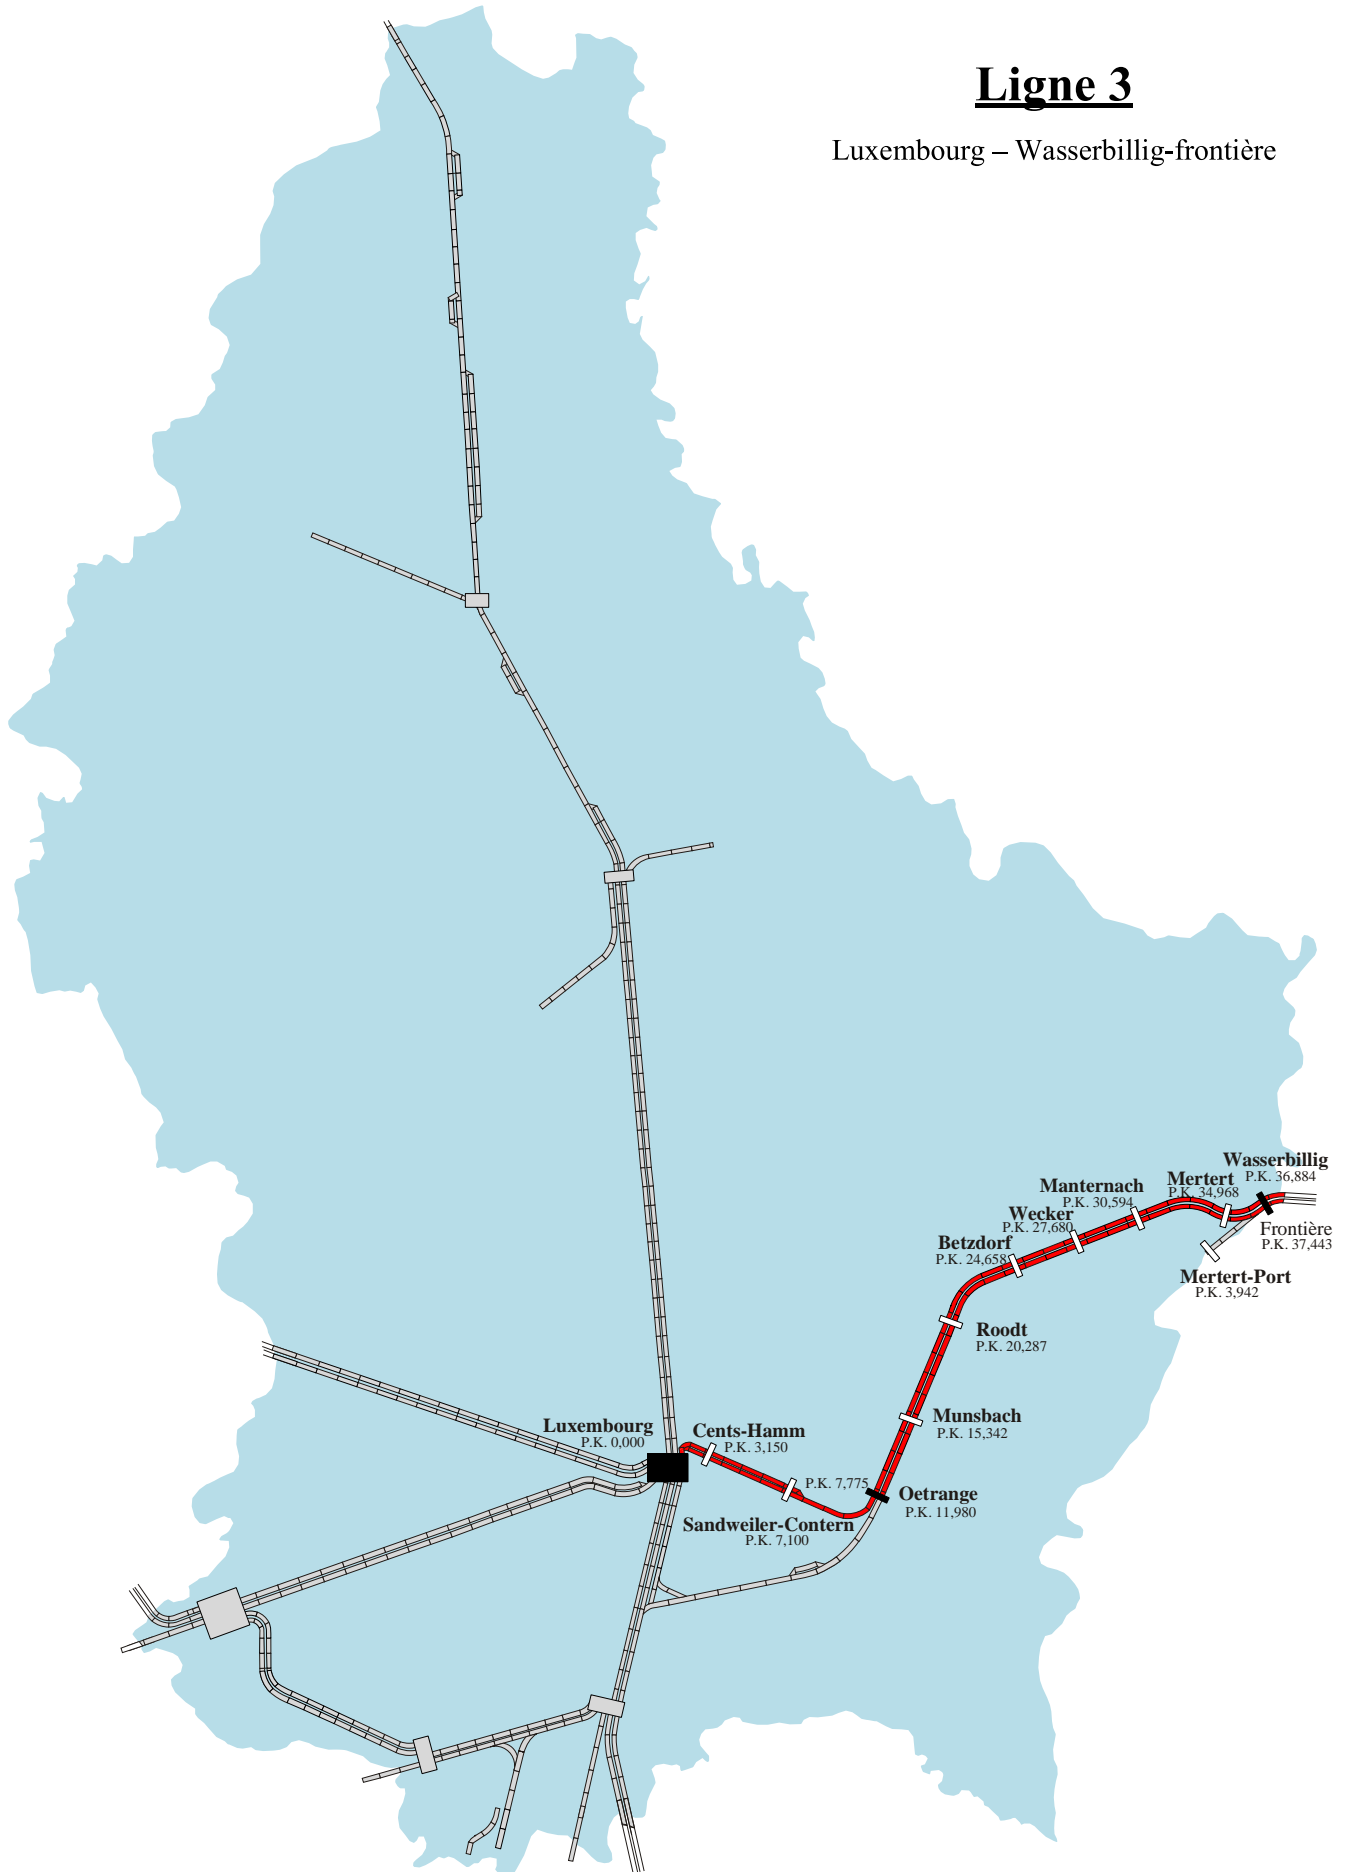 Ligne 3
Luxembourg – Wasserbillig-frontière
Wasserbillig
P.K. 36,884
Mertert
P.K. 34,968
Manternach
P.K. 30,594
Wecker
P.K. 27,680
Frontière
P.K. 37,443
Betzdorf
P.K. 24,658
Mertert-Port
P.K. 3,942
Roodt
P.K. 20,287
Munsbach
P.K. 15,342
Luxembourg
P.K. 0,000
Cents-Hamm
P.K. 3,150
P.K. 7,775
Oetrange
P.K. 11,980
Sandweiler-Contern
P.K. 7,100